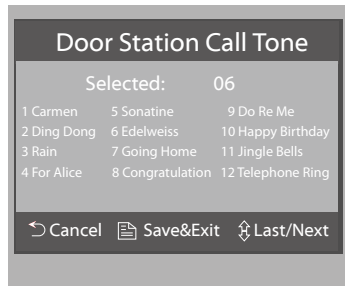 Door Station Call Tone
Selected: 06
1 Carmen 5 Sonatine 9 Do Re Me
2 Ding Dong 6 Edelweiss 10 Happy Birthday
3 Rain 7 Going Home 11 Jingle Bells
4 For Alice 8 Congratulation 12 Telephone Ring
Cancel Save&Exit Last/Next